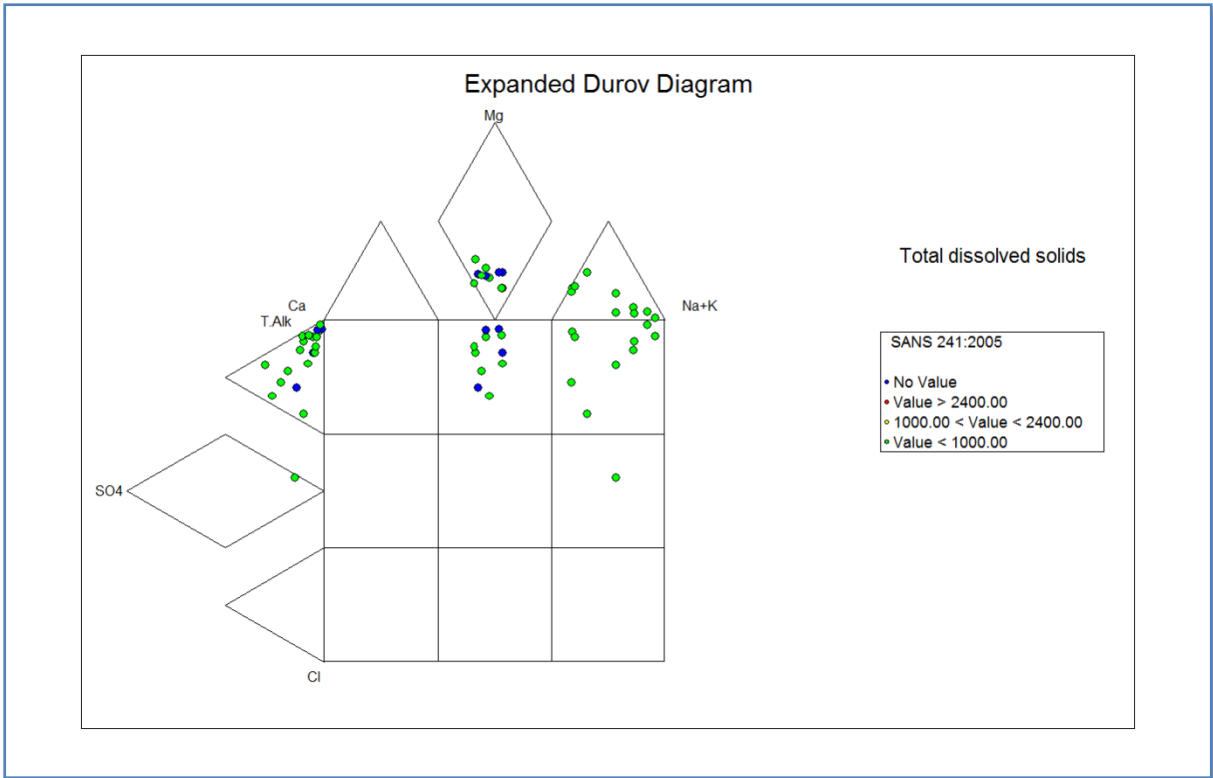 Expanded Durov Diagram
Mg
Total dissolved solids
Ca
Na+K
T.Alk
SANS 241:2005
No Value
Value > 2400.00
1000.00 < Value < 2400.00
Value < 1000.00
SO4
Cl